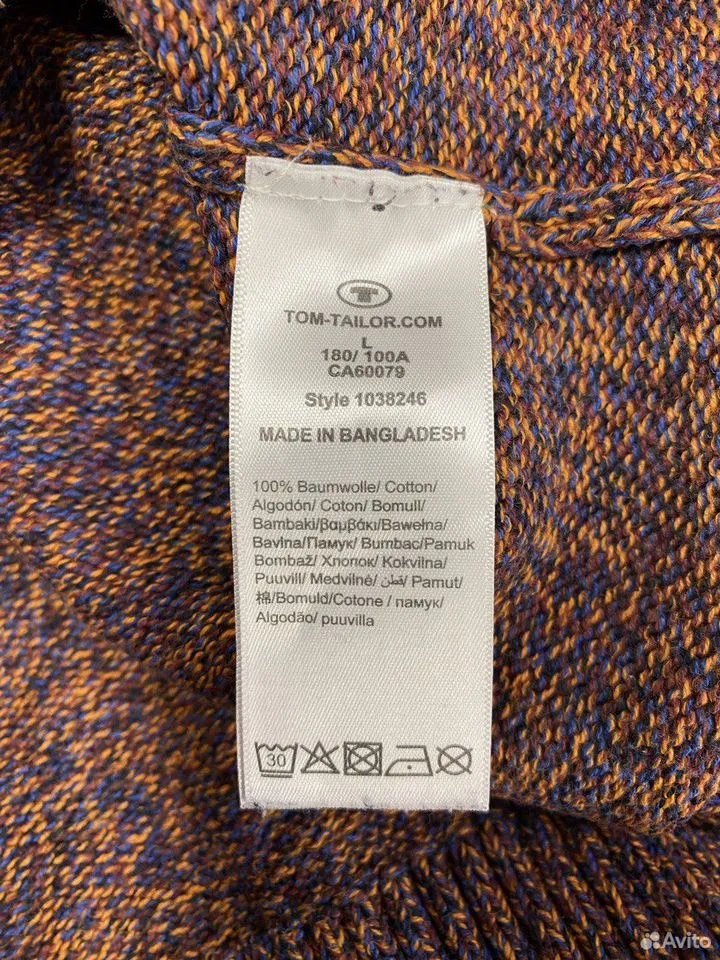 TOM-TAILOR.COM
L
180/ 100A
CA60079
Style 1038246
MADE IN BANGLADESH
100% Baumwolle/ Cotton/
Algodón/ Coton/ Bomull/
Bambaki/βαμβάκι/Bawełna/
Bavlna/Памук/ Bumbac/Pamuk
Bombaž/ Хлопок/ Kokvilna/
Puuvill/ Medvilnė/ قطن/ Pamut/
棉/Bomuld/Cotone / памук/
Algodão/ puuvilla
30
Avito